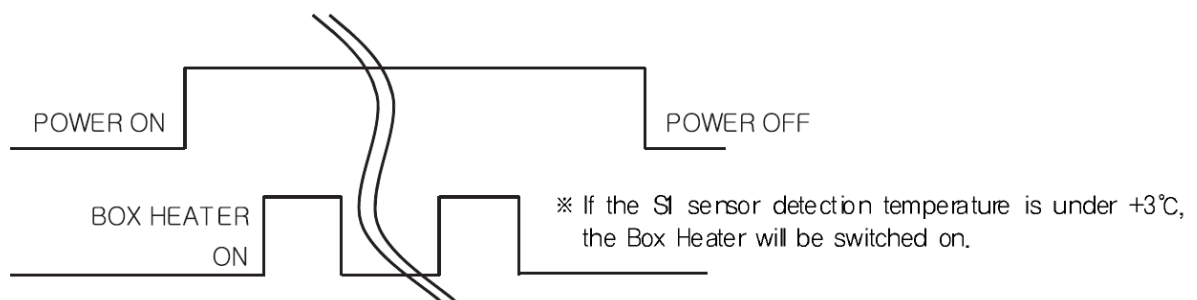 POWER ON
POWER OFF
BOX HEATER
ON
※ If the S1 sensor detection temperature is under +3℃,
the Box Heater will be switched on.